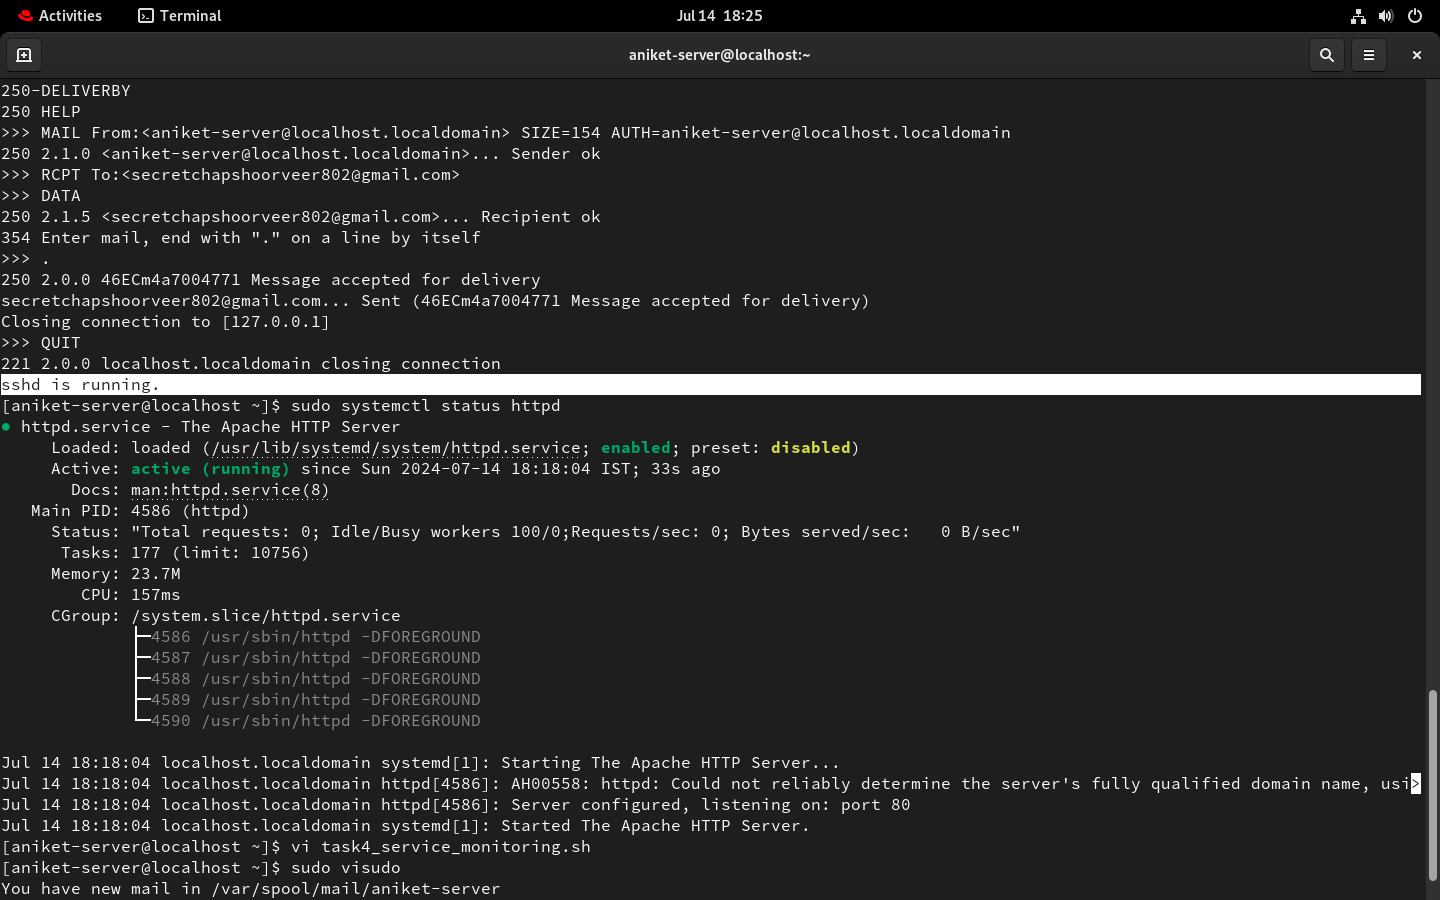 Activities Terminal Jul 14 18:25
aniket-server@localhost:~
250-DELIVERBY
250 HELP
>>> MAIL From:<aniket-server@localhost.localdomain> SIZE=154 AUTH=aniket-server@localhost.localdomain
250 2.1.0 <aniket-server@localhost.localdomain>... Sender ok
>>> RCPT To:<secretchapshoorveer802@gmail.com>
>>> DATA
250 2.1.5 <secretchapshoorveer802@gmail.com>... Recipient ok
354 Enter mail, end with "." on a line by itself
>>> .
250 2.0.0 46ECm4a7004771 Message accepted for delivery
secretchapshoorveer802@gmail.com... Sent (46ECm4a7004771 Message accepted for delivery)
Closing connection to [127.0.0.1]
>>> QUIT
221 2.0.0 localhost.localdomain closing connection
sshd is running.
[aniket-server@localhost ~]$ sudo systemctl status httpd
● httpd.service - The Apache HTTP Server
     Loaded: loaded (/usr/lib/systemd/system/httpd.service; enabled; preset: disabled)
     Active: active (running) since Sun 2024-07-14 18:18:04 IST; 33s ago
       Docs: man:httpd.service(8)
   Main PID: 4586 (httpd)
     Status: "Total requests: 0; Idle/Busy workers 100/0;Requests/sec: 0; Bytes served/sec:   0 B/sec"
      Tasks: 177 (limit: 10756)
     Memory: 23.7M
        CPU: 157ms
     CGroup: /system.slice/httpd.service
             ├─4586 /usr/sbin/httpd -DFOREGROUND
             ├─4587 /usr/sbin/httpd -DFOREGROUND
             ├─4588 /usr/sbin/httpd -DFOREGROUND
             ├─4589 /usr/sbin/httpd -DFOREGROUND
             └─4590 /usr/sbin/httpd -DFOREGROUND
Jul 14 18:18:04 localhost.localdomain systemd[1]: Starting The Apache HTTP Server...
Jul 14 18:18:04 localhost.localdomain httpd[4586]: AH00558: httpd: Could not reliably determine the server's fully qualified domain name, usi>
Jul 14 18:18:04 localhost.localdomain httpd[4586]: Server configured, listening on: port 80
Jul 14 18:18:04 localhost.localdomain systemd[1]: Started The Apache HTTP Server.
[aniket-server@localhost ~]$ vi task4_service_monitoring.sh
[aniket-server@localhost ~]$ sudo visudo
You have new mail in /var/spool/mail/aniket-server